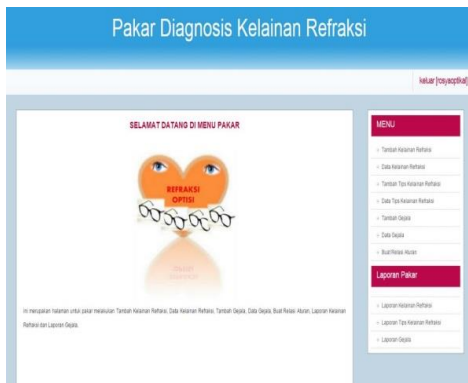 Pakar Diagnosis Kelainan Refraksi
keluar [rosyaoptikal]
SELAMAT DATANG DI MENU PAKAR
REFRAKSI
OPTISI
Ini merupakan halaman untuk pakar melakukan Tambah Kelainan Refraksi, Data Kelainan Refraksi, Tambah Gejala, Data Gejala, Buat Relasi Aturan, Laporan Kelainan
Refraksi dan Laporan Gejala.
MENU
Tambah Kelainan Refraksi
Data Kelainan Refraksi
Tambah Tips Kelainan Refraksi
Data Tips Kelainan Refraksi
Tambah Gejala
Data Gejala
Buat Relasi Aturan
Laporan Pakar
Laporan Kelainan Refraksi
Laporan Tips Kelainan Refraksi
Laporan Gejala